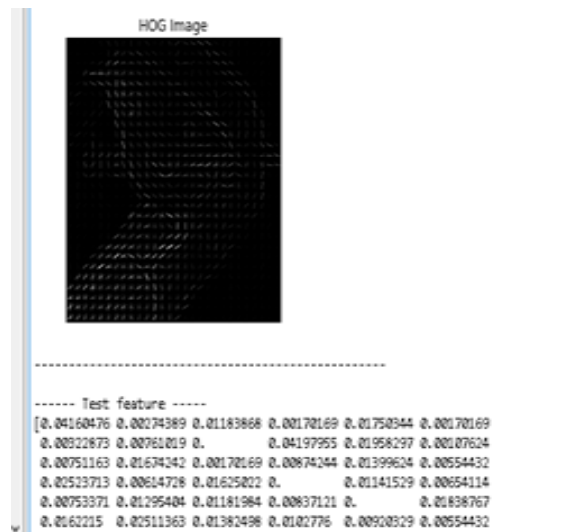 HOG Image
--------------------------------------------------
------ Test feature -----
[0.04160476 0.00274389 0.01183868 0.00170169 0.01750344 0.00170169
0.00322873 0.00761019 0. 0.04197955 0.01958297 0.00107624
0.00751163 0.01674242 0.00170169 0.00874244 0.01399624 0.00554432
0.02523713 0.00614728 0.01625022 0. 0.01141529 0.00654114
0.00753371 0.01295404 0.01181984 0.00837121 0. 0.01838767
0.0162215 0.02511363 0.01382498 0.0102776 0.00920329 0.00554432